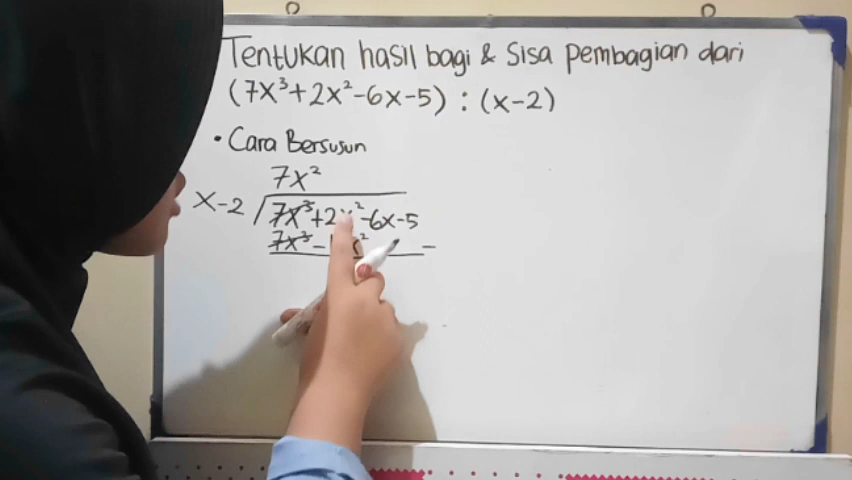 Tentukan hasil bagi & Sisa pembagian dari
(7x³+2x²-6x-5) : (x-2)
• Cara Bersusun
7x²
x-2 / 7x³+2x²-6x-5
7x³- x² -